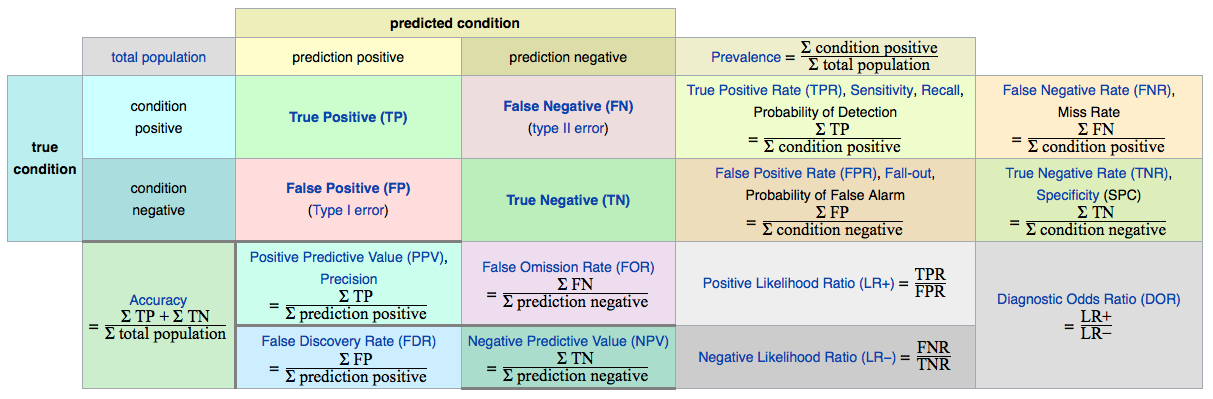 predicted condition
total population
prediction positive
prediction negative
Prevalence = Σ condition positive / Σ total population
true condition
condition positive
True Positive (TP)
False Negative (FN)
(type II error)
True Positive Rate (TPR), Sensitivity, Recall,
Probability of Detection
= Σ TP / Σ condition positive
False Negative Rate (FNR),
Miss Rate
= Σ FN / Σ condition positive
condition negative
False Positive (FP)
(Type I error)
True Negative (TN)
False Positive Rate (FPR), Fall-out,
Probability of False Alarm
= Σ FP / Σ condition negative
True Negative Rate (TNR),
Specificity (SPC)
= Σ TN / Σ condition negative
Accuracy
= Σ TP + Σ TN / Σ total population
Positive Predictive Value (PPV),
Precision
= Σ TP / Σ prediction positive
False Omission Rate (FOR)
= Σ FN / Σ prediction negative
Positive Likelihood Ratio (LR+) = TPR / FPR
Diagnostic Odds Ratio (DOR)
= LR+ / LR−
False Discovery Rate (FDR)
= Σ FP / Σ prediction positive
Negative Predictive Value (NPV)
= Σ TN / Σ prediction negative
Negative Likelihood Ratio (LR−) = FNR / TNR